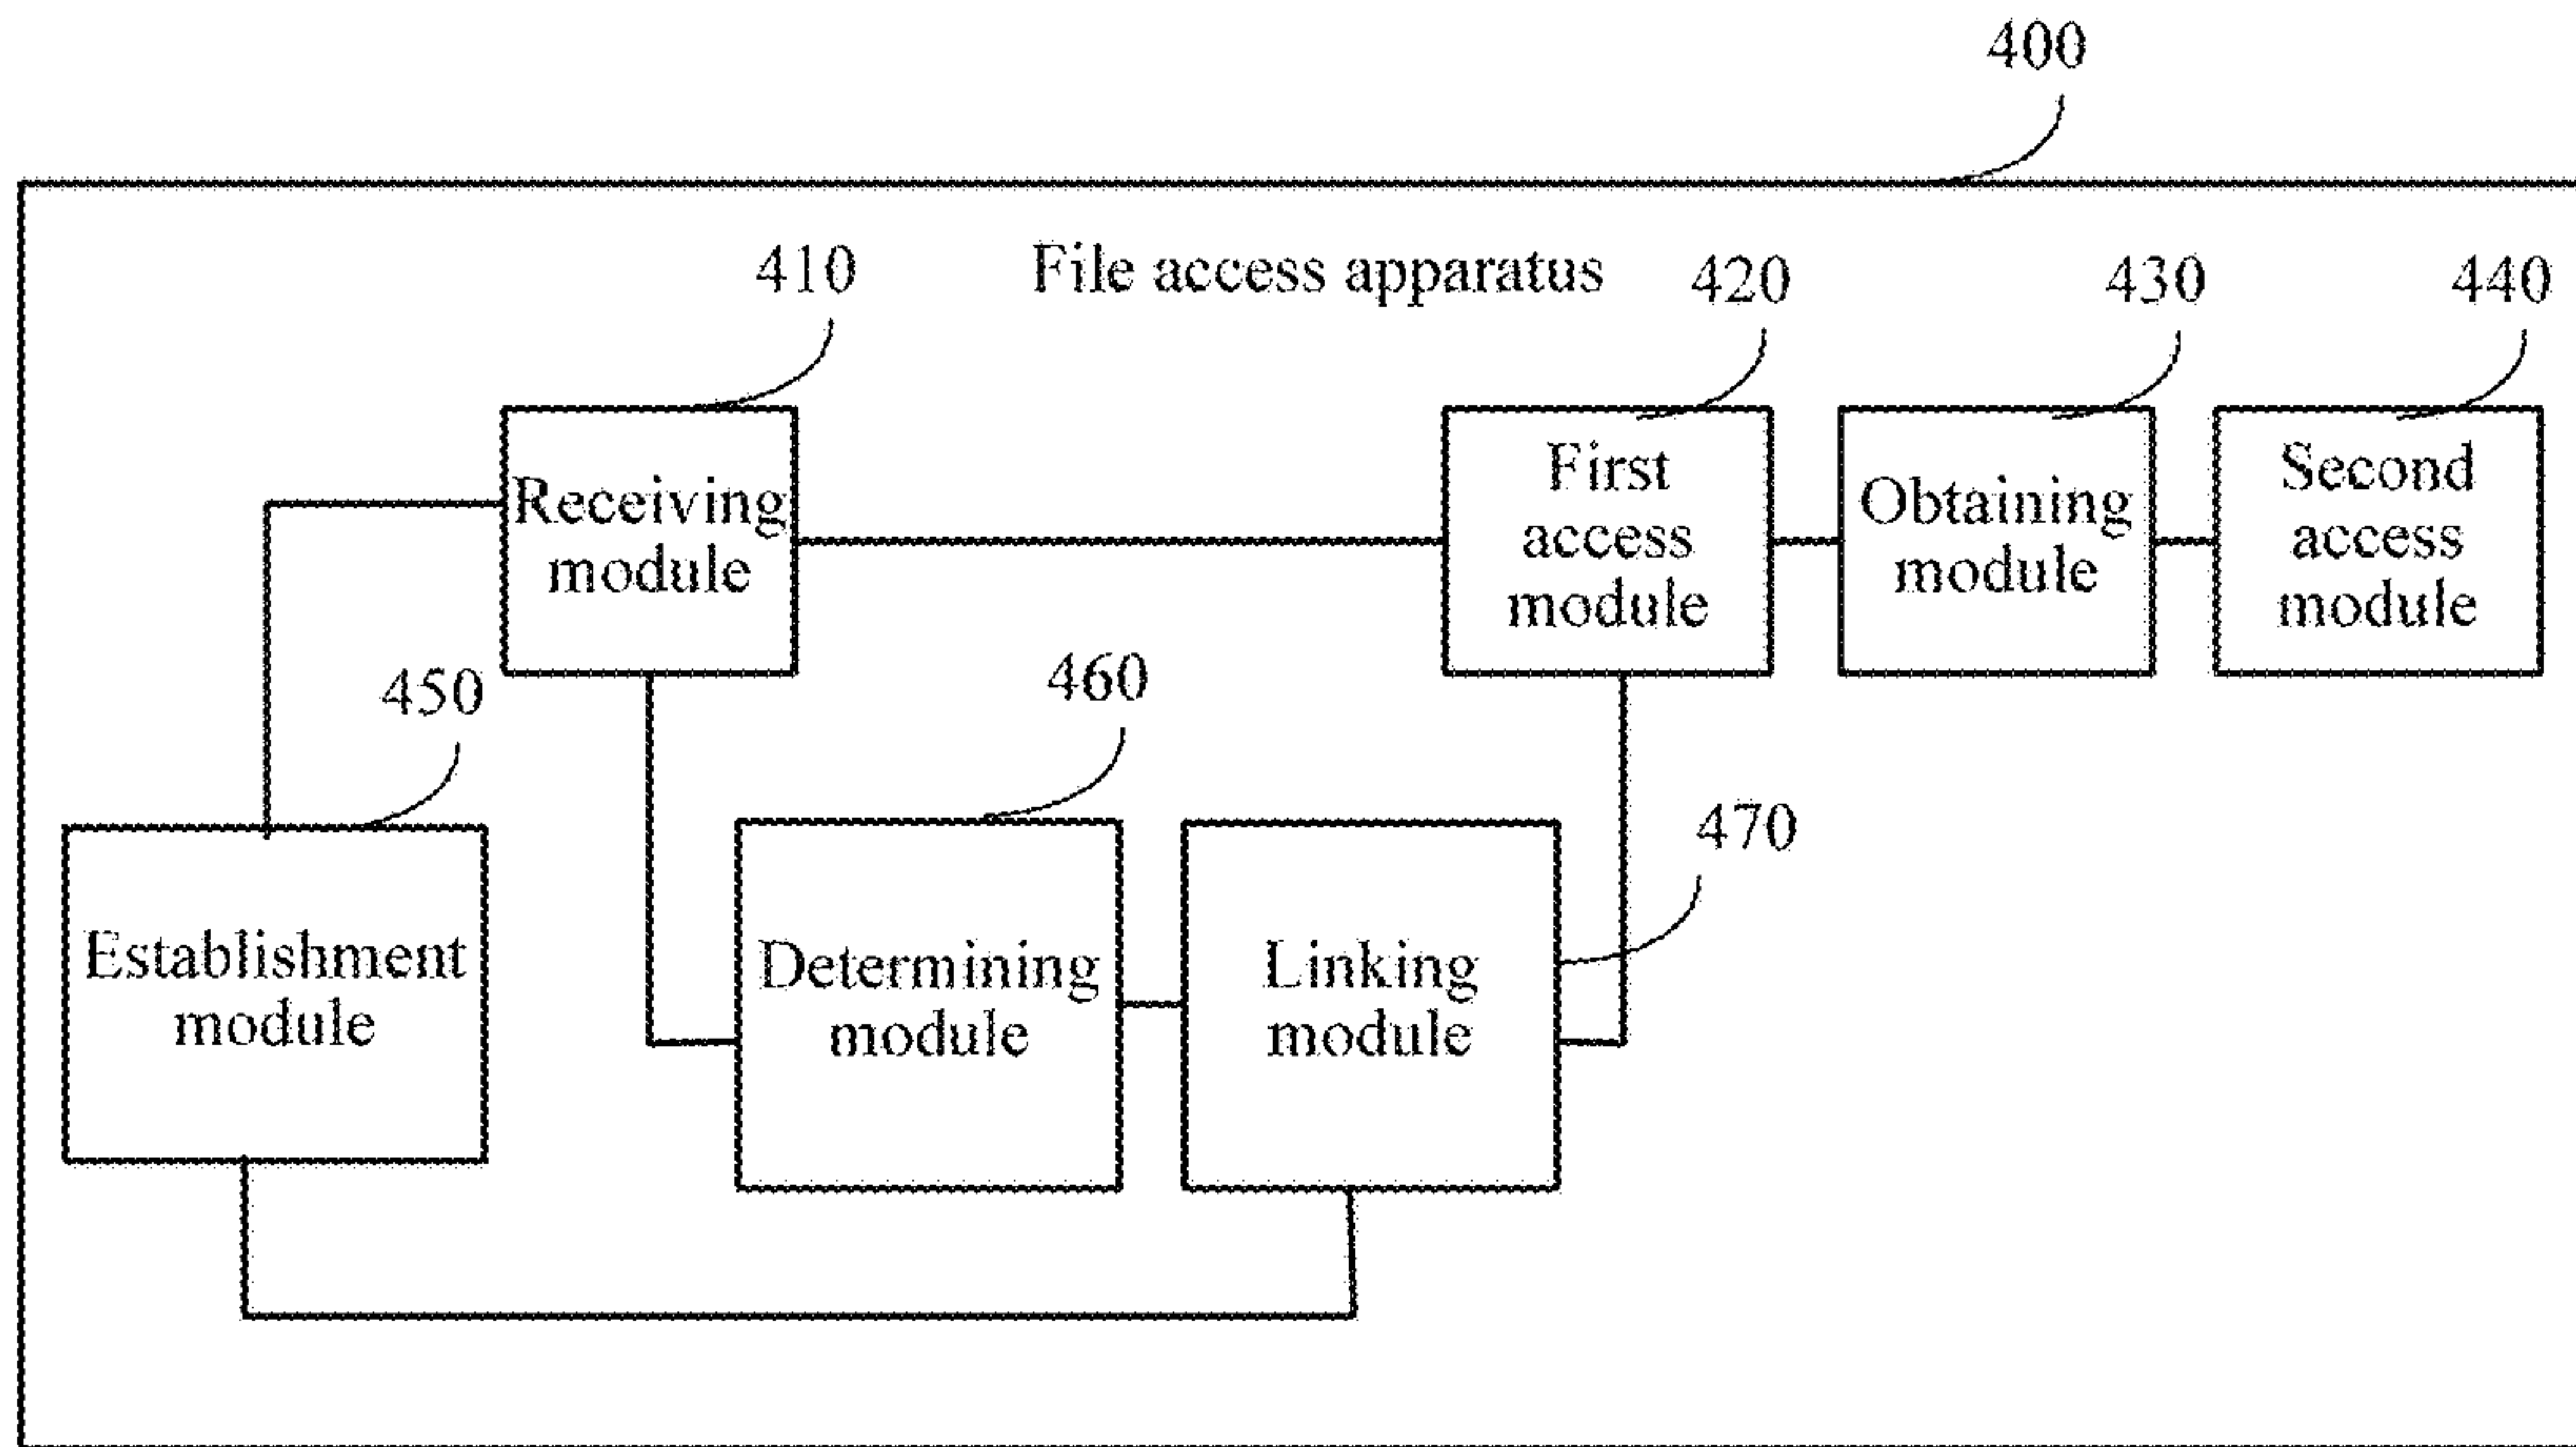 400
File access apparatus
410
420
430
440
Receiving
module
First
access
module
Obtaining
module
Second
access
module
450
460
470
Establishment
module
Determining
module
Linking
module